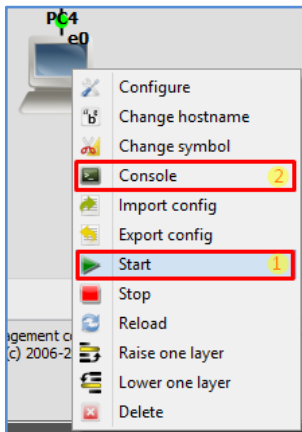 PC4
e0
Configure
"b"
Change hostname
Change symbol
Console 2
Import config
Export config
Start 1
Stop
Reload
agement c
(c) 2006-2
Raise one layer
Lower one layer
Delete